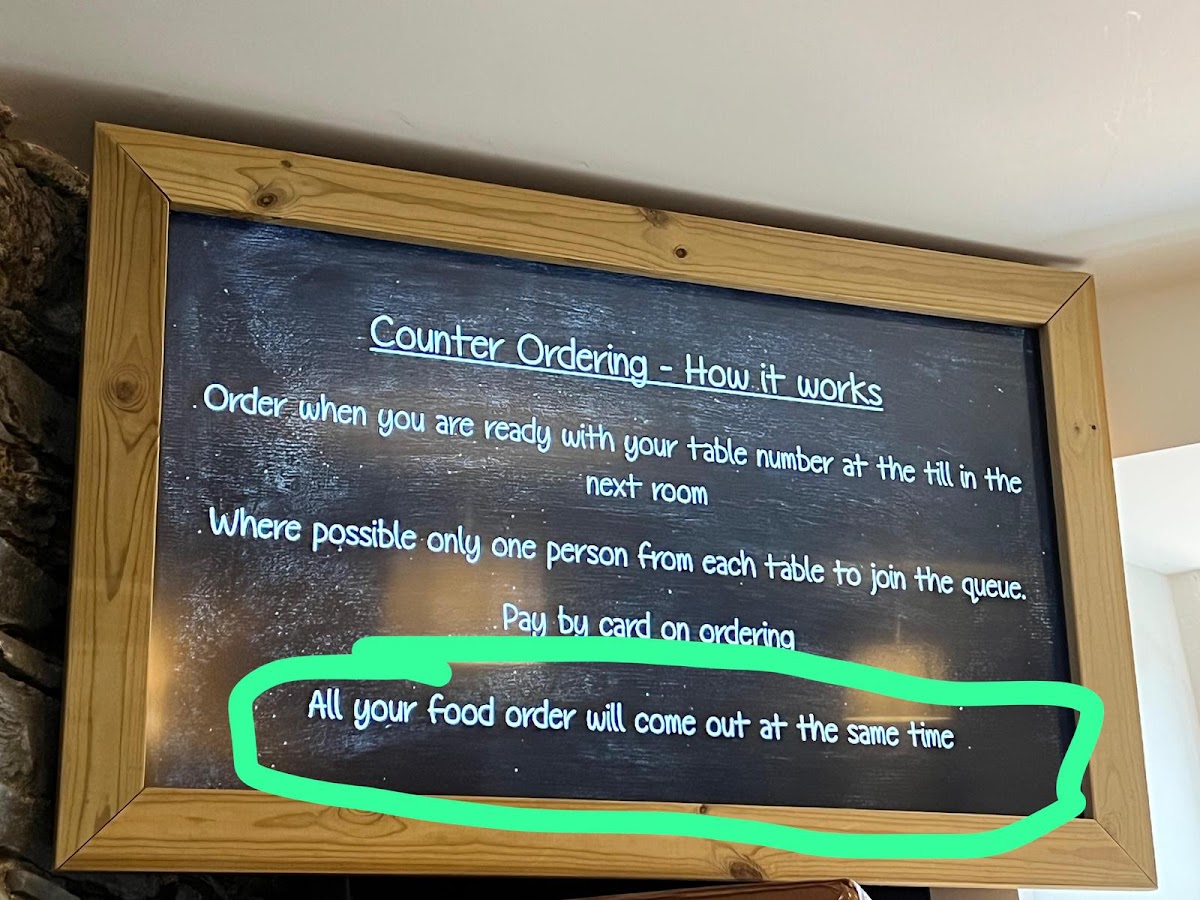 Counter Ordering - How it works
Order when you are ready with your table number at the till in the
next room
Where possible only one person from each table to join the queue.
Pay by card on ordering
All your food order will come out at the same time